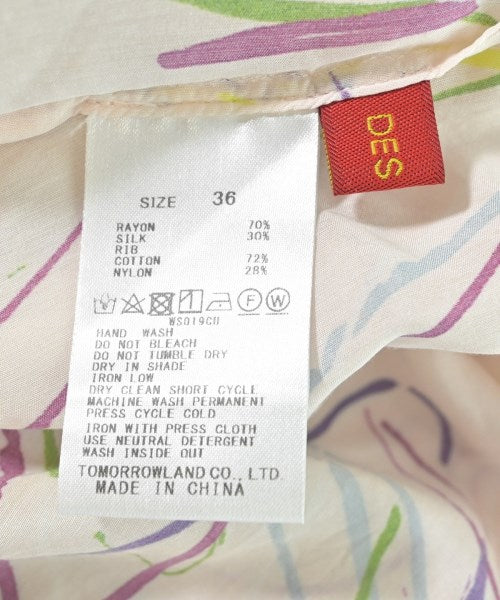 DES
SIZE 36
RAYON 70%
SILK 30%
RIB
COTTON 72%
NYLON 28%
F W
WS019CU
HAND WASH
DO NOT BLEACH
DO NOT TUMBLE DRY
DRY IN SHADE
IRON LOW
DRY CLEAN SHORT CYCLE
MACHINE WASH PERMANENT
PRESS CYCLE COLD
IRON WITH PRESS CLOTH
USE NEUTRAL DETERGENT
WASH INSIDE OUT
TOMORROWLAND CO., LTD.
MADE IN CHINA